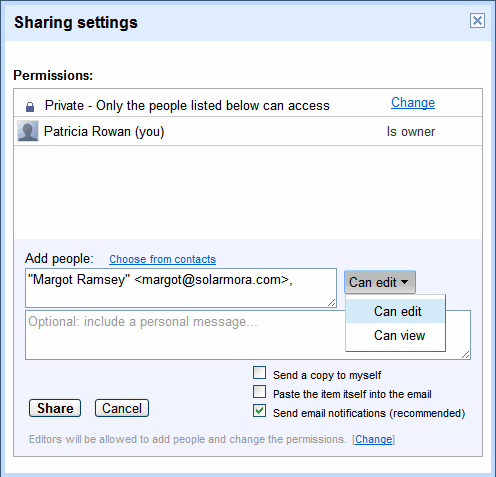 Sharing settings
Permissions:
Private - Only the people listed below can access Change
Patricia Rowan (you) Is owner
Add people: Choose from contacts
"Margot Ramsey" <margot@solarmora.com>, Can edit
Can edit
Optional: include a personal message...
Can view
Send a copy to myself
Paste the item itself into the email
Share Cancel
Send email notifications (recommended)
Editors will be allowed to add people and change the permissions. [Change]